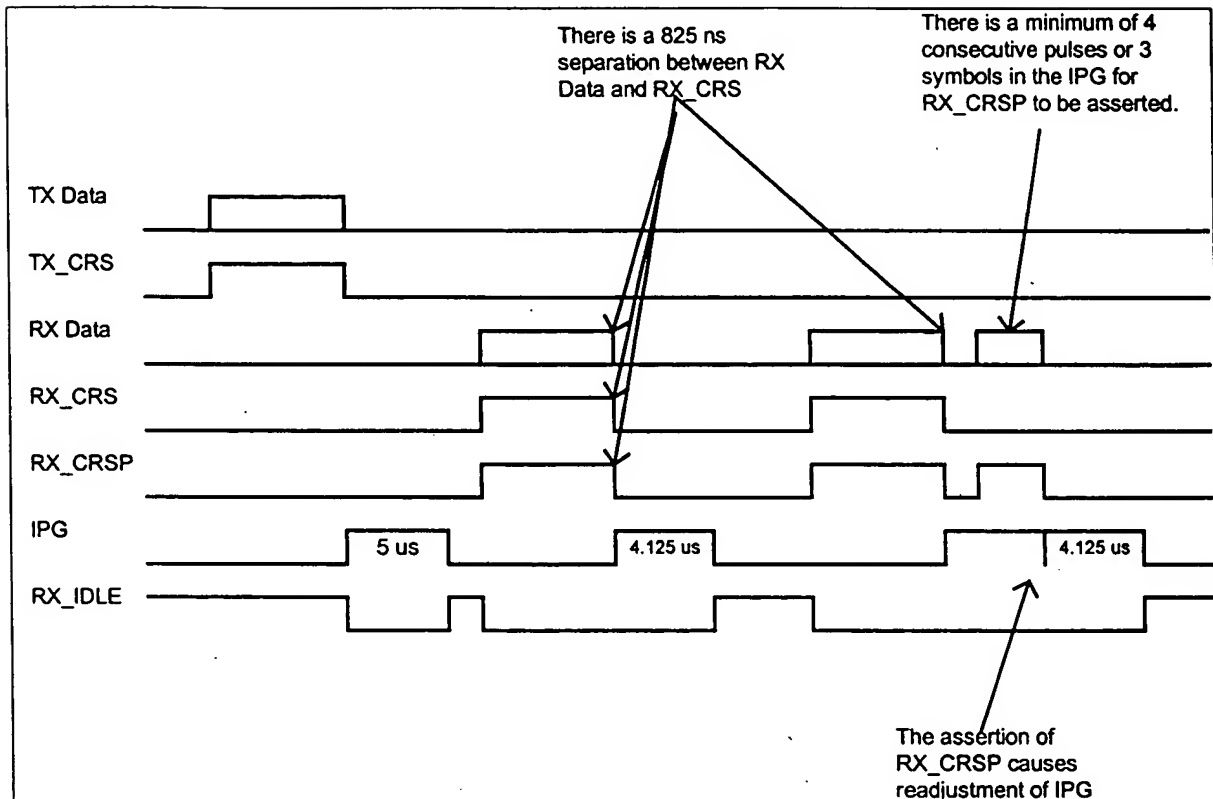 There is a 825 ns
separation between RX
Data and RX_CRS
There is a minimum of 4
consecutive pulses or 3
symbols in the IPG for
RX_CRSP to be asserted.
TX Data
TX_CRS
RX Data
RX_CRS
RX_CRSP
IPG
5 us
4.125 us
4.125 us
RX_IDLE
The assertion of
RX_CRSP causes
readjustment of IPG